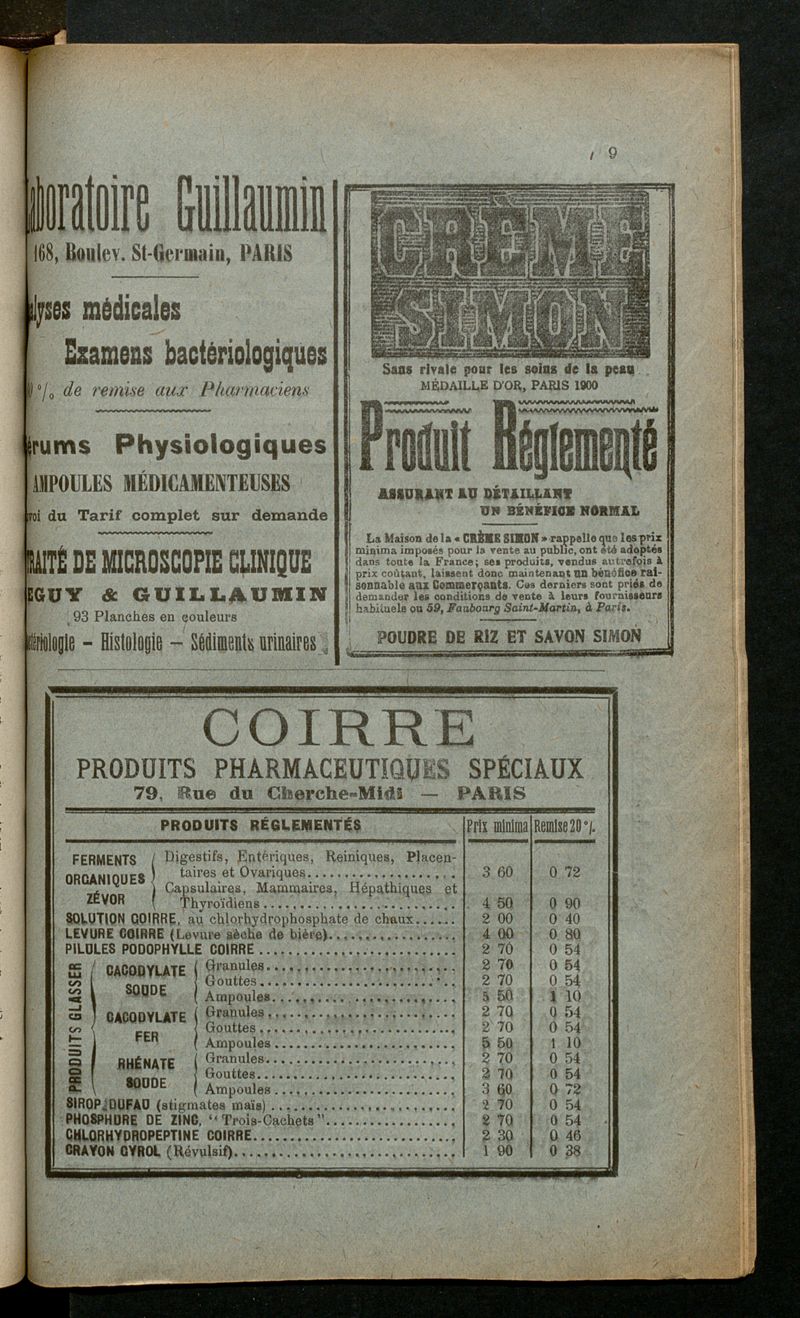 9
Guillaumin
168, Boulev. St-Germain, PARIS
lyses médicales
Examens bactériologiques
0/0 de remise aux Pharmaciens
rums Physiologiques
AMPOULES MÉDICAMENTEUSES
voi du Tarif complet sur demande
RAITÉ DE MICROSCOPIE CLINIQUE
EGUY & GUILLAUMIN
93 Planches en couleurs
tériologie - Histologie - Sédiments urinaires
CRÈME
SIMON
Sans rivale pour les soins de la peau
MÉDAILLE D'OR, PARIS 1900
Produit Réglementé
ASSURANT AU DÉTAILLANT
UN BÉNÉFICE NORMAL
La Maison de la « CRÈME SIMON » rappelle que les prix
minima imposés pour la vente au public, ont été adoptés
dans toute la France; ses produits, vendus autrefois à
prix coûtant, laissent donc maintenant un bénéfice rai-
sonnable aux Commerçants. Ces derniers sont priés de
demander les conditions de vente à leurs fournisseurs
habituels ou 59, Faubourg Saint-Martin, à Paris.
POUDRE DE RIZ ET SAVON SIMON
COIRRE
PRODUITS PHARMACEUTIQUES SPÉCIAUX
79, Rue du Cherche-Midi — PARIS
PRODUITS RÉGLEMENTÉS Prix minima Remise 20 %
FERMENTS ORGANIQUES ZÉVOR
Digestifs, Entériques, Reiniques, Placen-
taires et Ovariques 3 60 0 72
Capsulaires, Mammaires, Hépathiques et
Thyroïdiens 4 50 0 90
SOLUTION COIRRE, au chlorhydrophosphate de chaux 2 00 0 40
LEVURE COIRRE (Levure sèche de bière) 4 00 0 80
PILULES PODOPHYLLE COIRRE 2 70 0 54
PRODUITS GLASSER
CACODYLATE SOUDE
Granules 2 70 0 54
Gouttes 2 70 0 54
Ampoules 5 50 1 10
CACODYLATE FER
Granules 2 70 0 54
Gouttes 2 70 0 54
Ampoules 5 50 1 10
RHÉNATE SOUDE
Granules 2 70 0 54
Gouttes 2 70 0 54
Ampoules 3 60 0 72
SIROP DUFAU (stigmates maïs) 2 70 0 54
PHOSPHURE DE ZINC, "Trois-Cachets" 2 70 0 54
CHLORHYDROPEPTINE COIRRE 2 30 0 46
CRAYON GYROL (Révulsif) 1 90 0 38